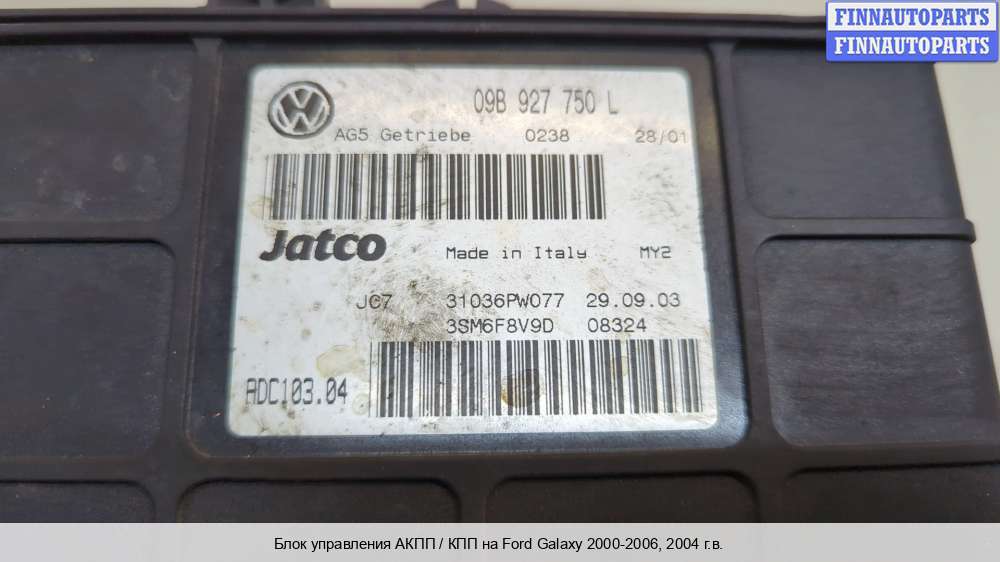 FINNAUTOPARTS
FINNAUTOPARTS
09B 927 750 L
AG5 Getriebe 0238 28/01
Jatco Made in Italy MY2
JC7 31036PW077 29.09.03
3SM6F8V9D 08324
ADC103.04
Блок управления АКПП / КПП на Ford Galaxy 2000-2006, 2004 г.в.